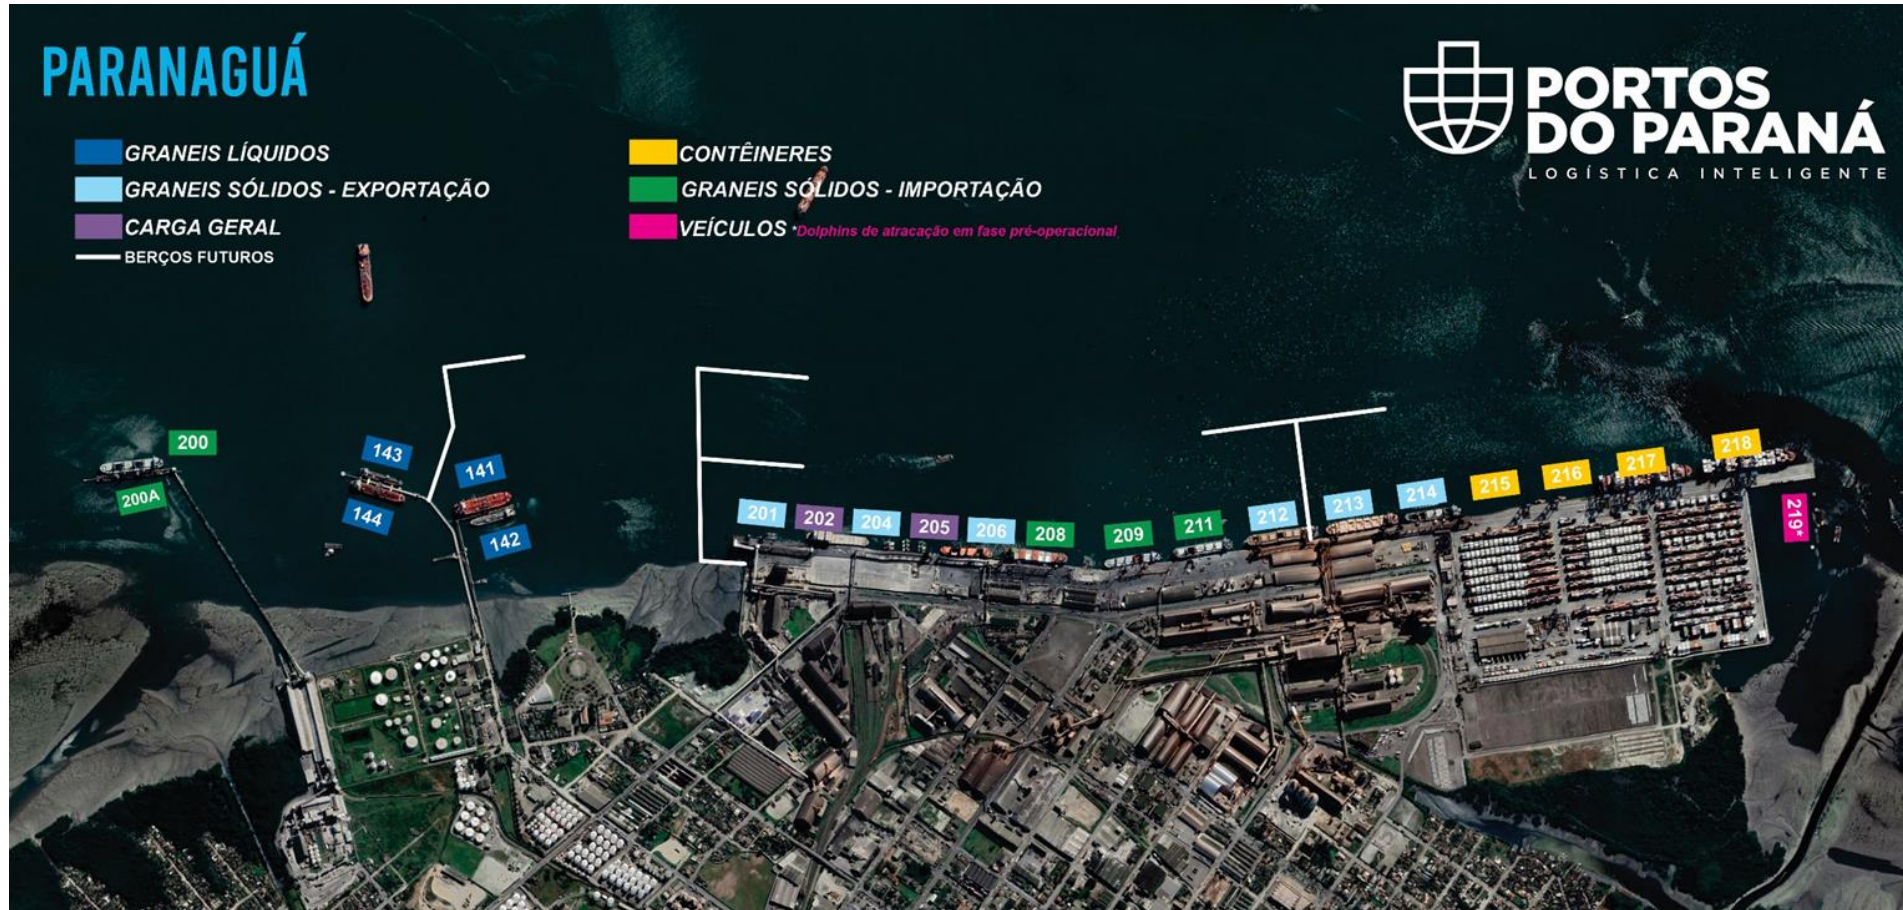 PARANAGUÁ
PORTOS
DO PARANÁ
LOGÍSTICA INTELIGENTE
GRANEIS LÍQUIDOS
GRANEIS SÓLIDOS - EXPORTAÇÃO
CARGA GERAL
BERÇOS FUTUROS
CONTÊINERES
GRANEIS SÓLIDOS - IMPORTAÇÃO
VEÍCULOS *Dolphins de atracação em fase pré-operacional
200
200A
143
144
141
142
201
202
204
205
206
208
209
211
212
213
214
215
216
217
218
219*